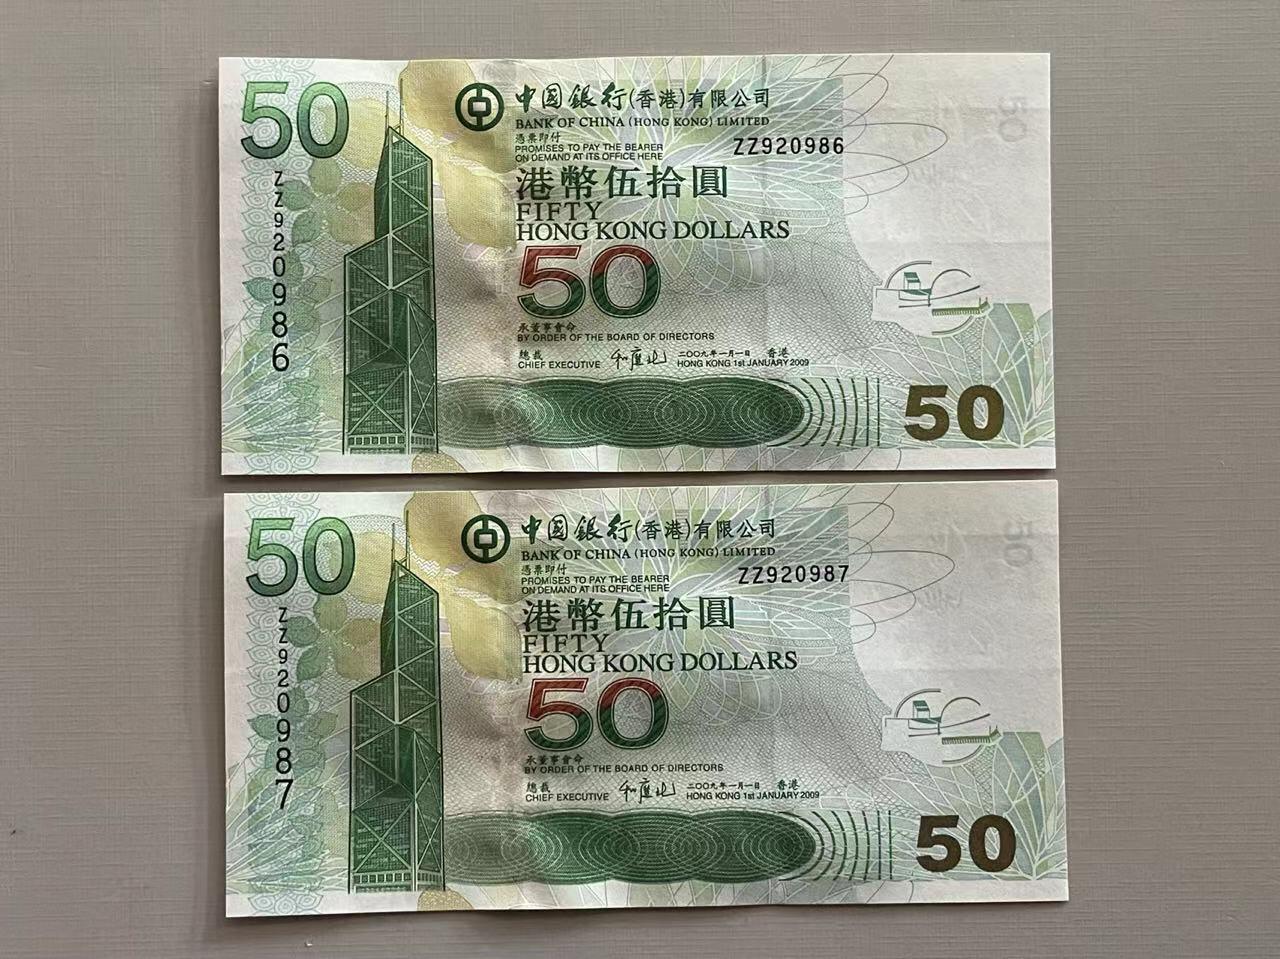 50
中國銀行(香港)有限公司
BANK OF CHINA (HONG KONG) LIMITED
憑票即付
PROMISES TO PAY THE BEARER
ON DEMAND AT ITS OFFICE HERE
ZZ920986
ZZ920986
港幣伍拾圓
FIFTY
HONG KONG DOLLARS
50
承董事會命
BY ORDER OF THE BOARD OF DIRECTORS
總裁
CHIEF EXECUTIVE
和廣北
二〇〇九年一月一日 香港
HONG KONG 1st JANUARY 2009
50
50
中國銀行(香港)有限公司
BANK OF CHINA (HONG KONG) LIMITED
憑票即付
PROMISES TO PAY THE BEARER
ON DEMAND AT ITS OFFICE HERE
ZZ920987
ZZ920987
港幣伍拾圓
FIFTY
HONG KONG DOLLARS
50
承董事會命
BY ORDER OF THE BOARD OF DIRECTORS
總裁
CHIEF EXECUTIVE
和廣北
二〇〇九年一月一日 香港
HONG KONG 1st JANUARY 2009
50